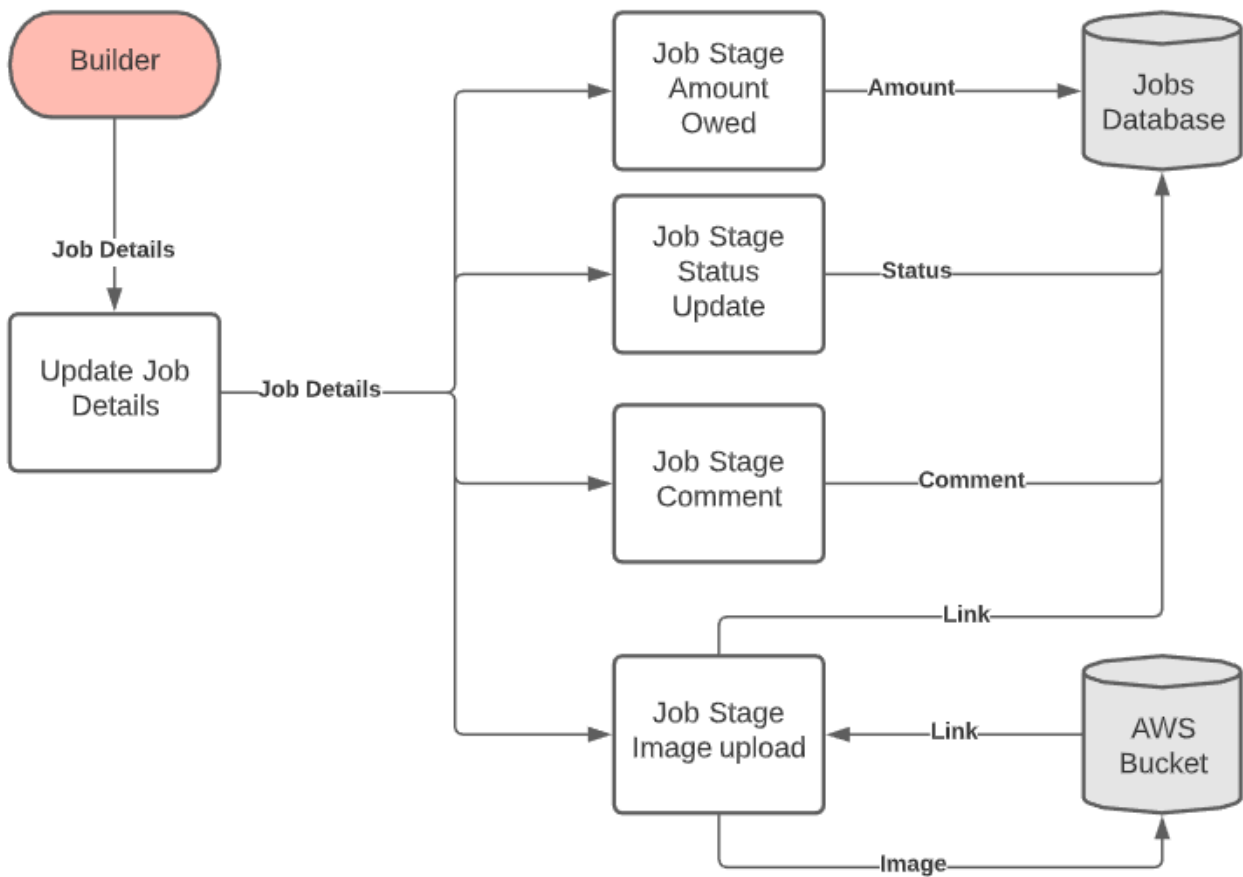 Builder
Job Details
Update Job
Details
Job Details
Job Stage
Amount
Owed
Amount
Jobs
Database
Job Stage
Status
Update
Status
Job Stage
Comment
Comment
Link
Job Stage
Image upload
Link
AWS
Bucket
Image